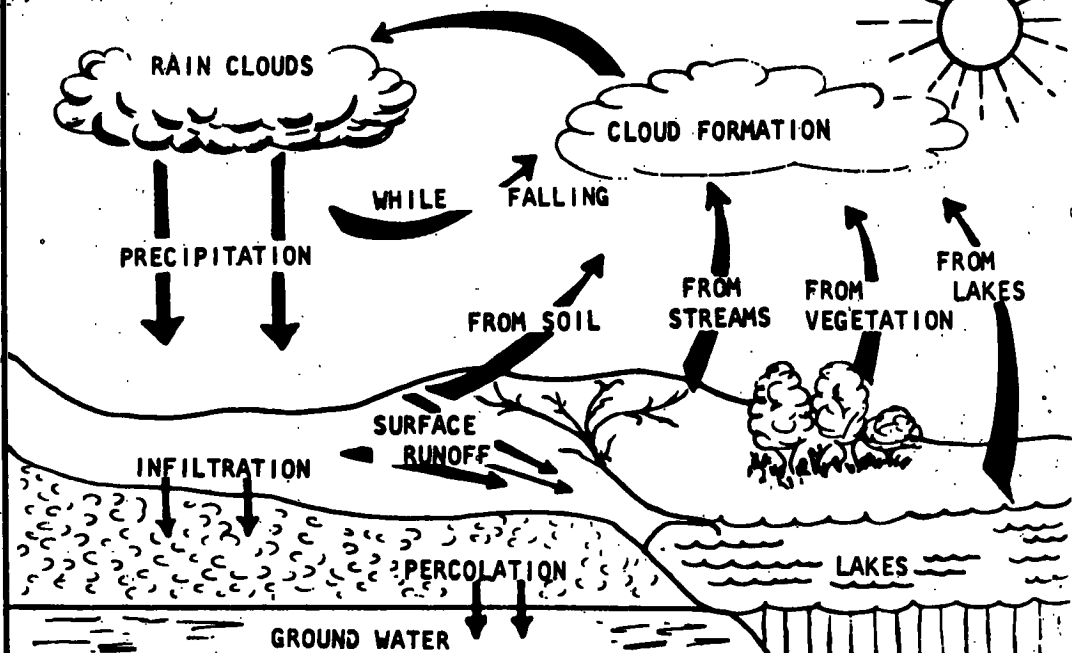 RAIN CLOUDS
CLOUD FORMATION
WHILE FALLING
PRECIPITATION
FROM SOIL
FROM
STREAMS
FROM
VEGETATION
FROM
LAKES
SURFACE
RUNOFF
INFILTRATION
PERCOLATION
LAKES
GROUND WATER